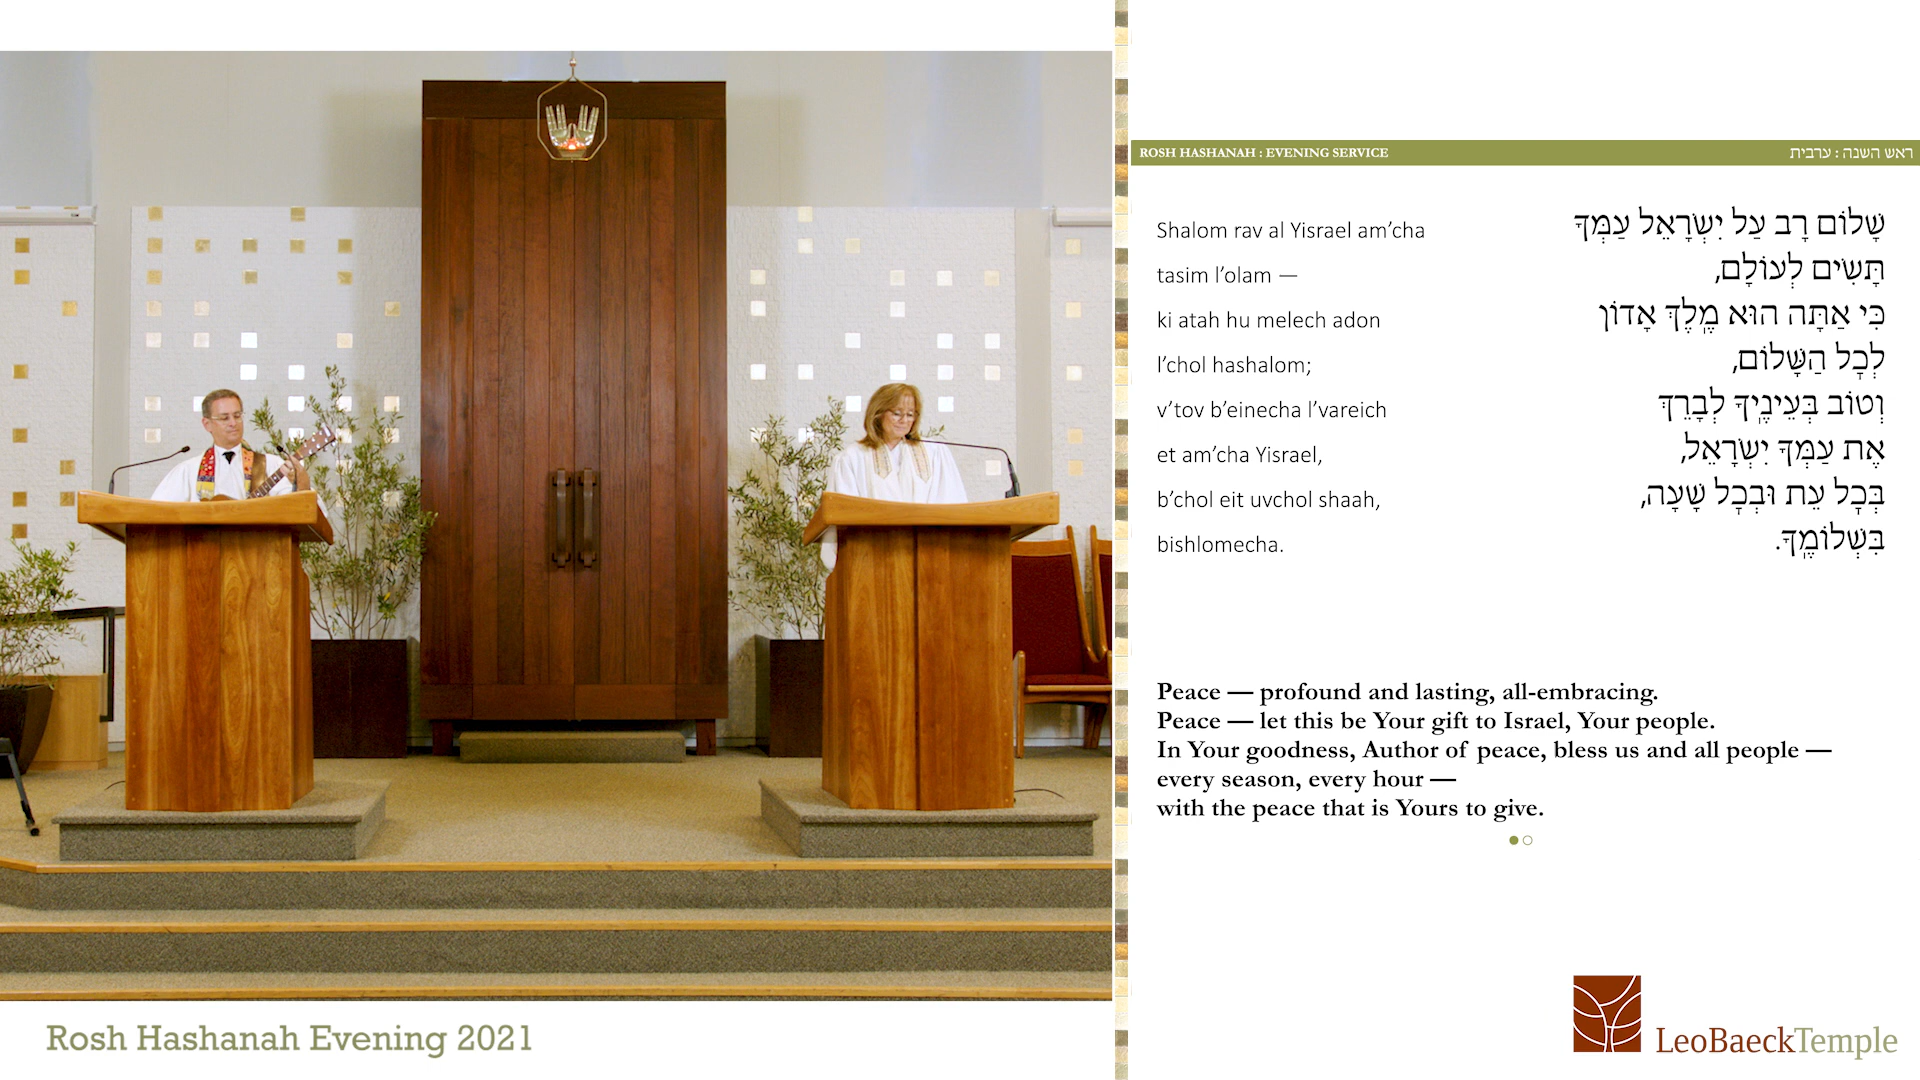 ROSH HASHANAH : EVENING SERVICE
ראש השנה : ערבית
Shalom rav al Yisrael am’cha
tasim l’olam —
ki atah hu melech adon
l’chol hashalom;
v’tov b’einecha l’vareich
et am’cha Yisrael,
b’chol eit uvchol shaah,
bishlomecha.
שָׁלוֹם רָב עַל יִשְׂרָאֵל עַמְּךָ
תָּשִׂים לְעוֹלָם,
כִּי אַתָּה הוּא מֶֽלֶךְ אָדוֹן
לְכׇל הַשָּׁלוֹם,
וְטוֹב בְּעֵינֶֽיךָ לְבָרֵךְ
אֶת עַמְּךָ יִשְׂרָאֵל,
בְּכׇל עֵת וּבְכׇל שָׁעָה,
בִּשְׁלוֹמֶֽךָ.
Peace — profound and lasting, all-embracing.
Peace — let this be Your gift to Israel, Your people.
In Your goodness, Author of peace, bless us and all people —
every season, every hour —
with the peace that is Yours to give.
Rosh Hashanah Evening 2021
LeoBaeckTemple